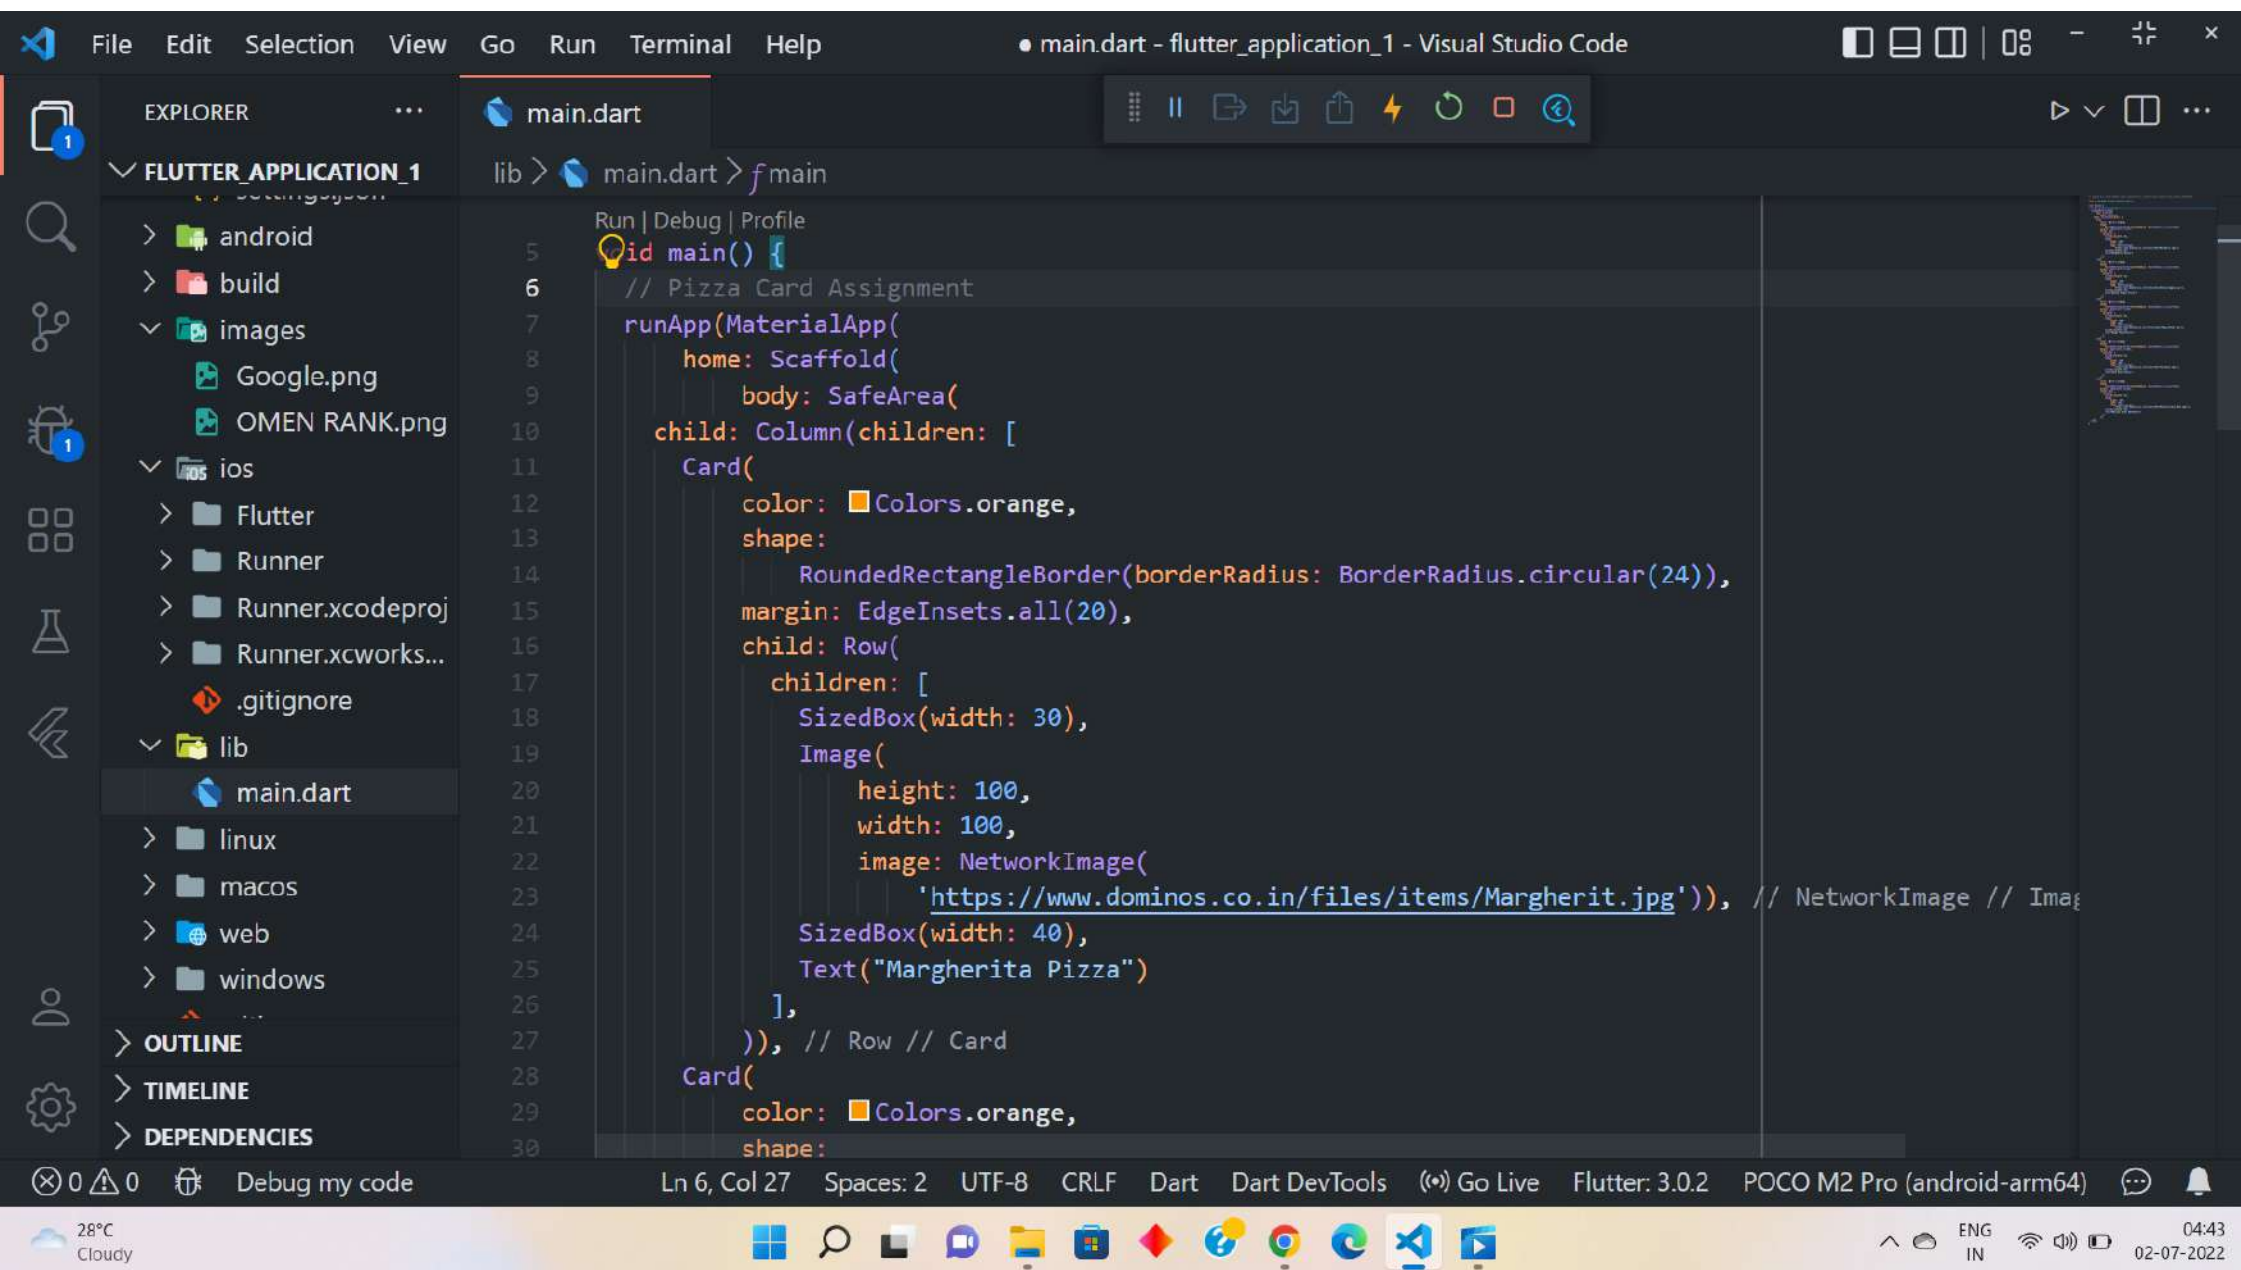 File Edit Selection View Go Run Terminal Help
● main.dart - flutter_application_1 - Visual Studio Code
EXPLORER ···
main.dart
FLUTTER_APPLICATION_1
lib > main.dart > main
android
build
images
Google.png
OMEN RANK.png
ios
Flutter
Runner
Runner.xcodeproj
Runner.xcworks...
.gitignore
lib
main.dart
linux
macos
web
windows
OUTLINE
TIMELINE
DEPENDENCIES
Run | Debug | Profile
5 id main() {
6 // Pizza Card Assignment
7 runApp(MaterialApp(
8 home: Scaffold(
9 body: SafeArea(
10 child: Column(children: [
11 Card(
12 color: Colors.orange,
13 shape:
14 RoundedRectangleBorder(borderRadius: BorderRadius.circular(24)),
15 margin: EdgeInsets.all(20),
16 child: Row(
17 children: [
18 SizedBox(width: 30),
19 Image(
20 height: 100,
21 width: 100,
22 image: NetworkImage(
23 'https://www.dominos.co.in/files/items/Margherit.jpg')), // NetworkImage // Imag
24 SizedBox(width: 40),
25 Text("Margherita Pizza")
26 ],
27 )), // Row // Card
28 Card(
29 color: Colors.orange,
30 shape:
0 0 Debug my code Ln 6, Col 27 Spaces: 2 UTF-8 CRLF Dart Dart DevTools Go Live Flutter: 3.0.2 POCO M2 Pro (android-arm64)
28°C
Cloudy
ENG
IN
04:43
02-07-2022